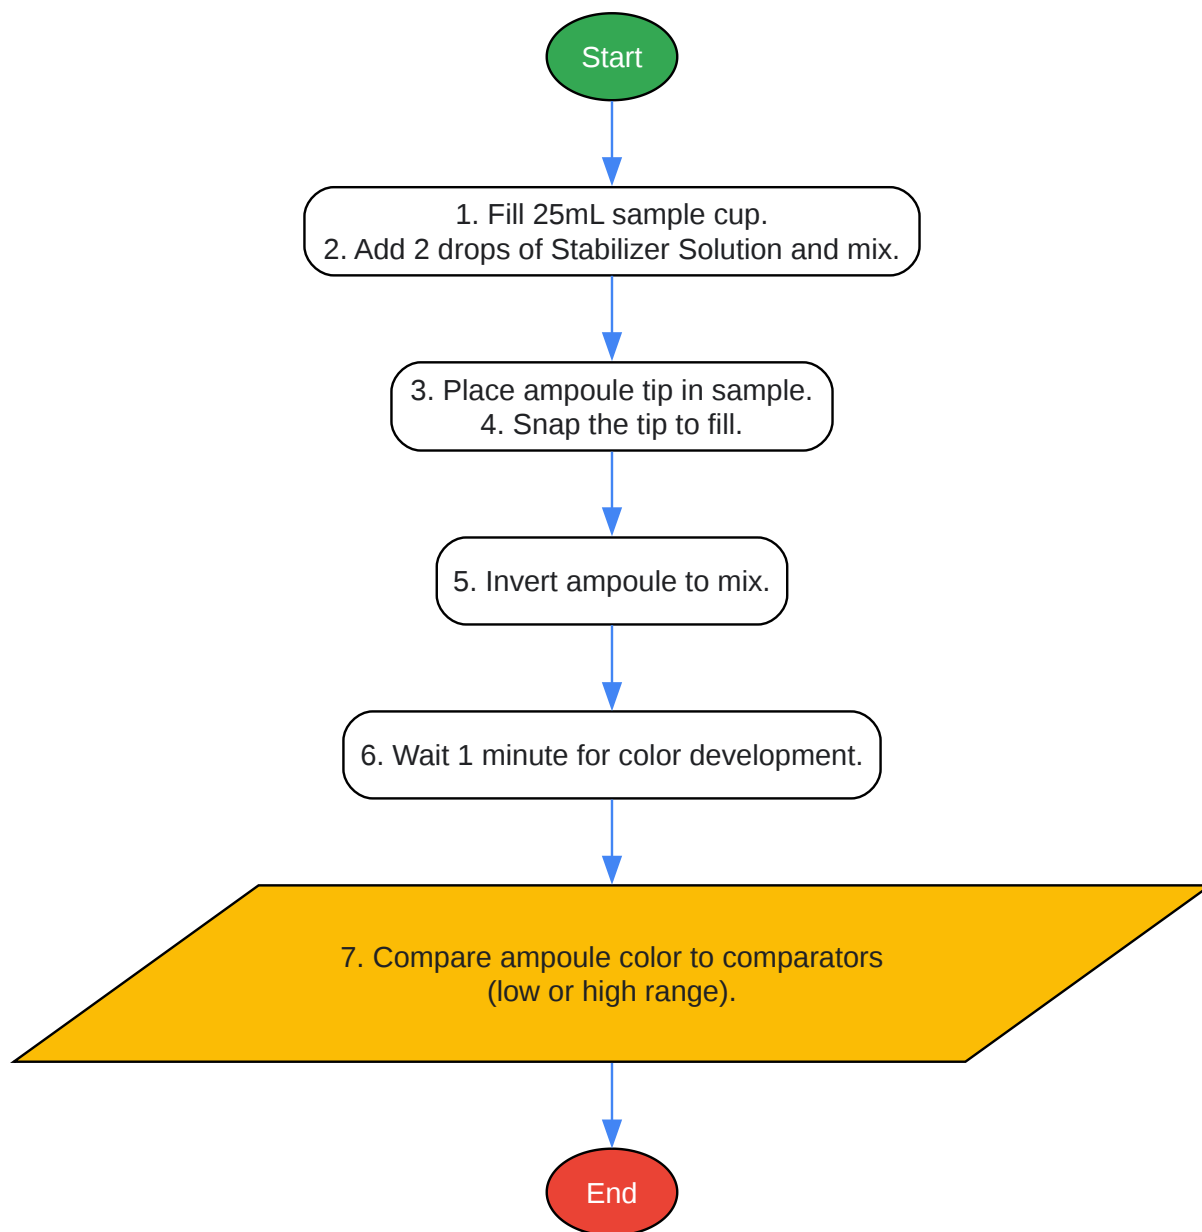 Start
1. Fill 25mL sample cup.
2. Add 2 drops of Stabilizer Solution and mix.
3. Place ampoule tip in sample.
4. Snap the tip to fill.
5. Invert ampoule to mix.
6. Wait 1 minute for color development.
7. Compare ampoule color to comparators
(low or high range).
End